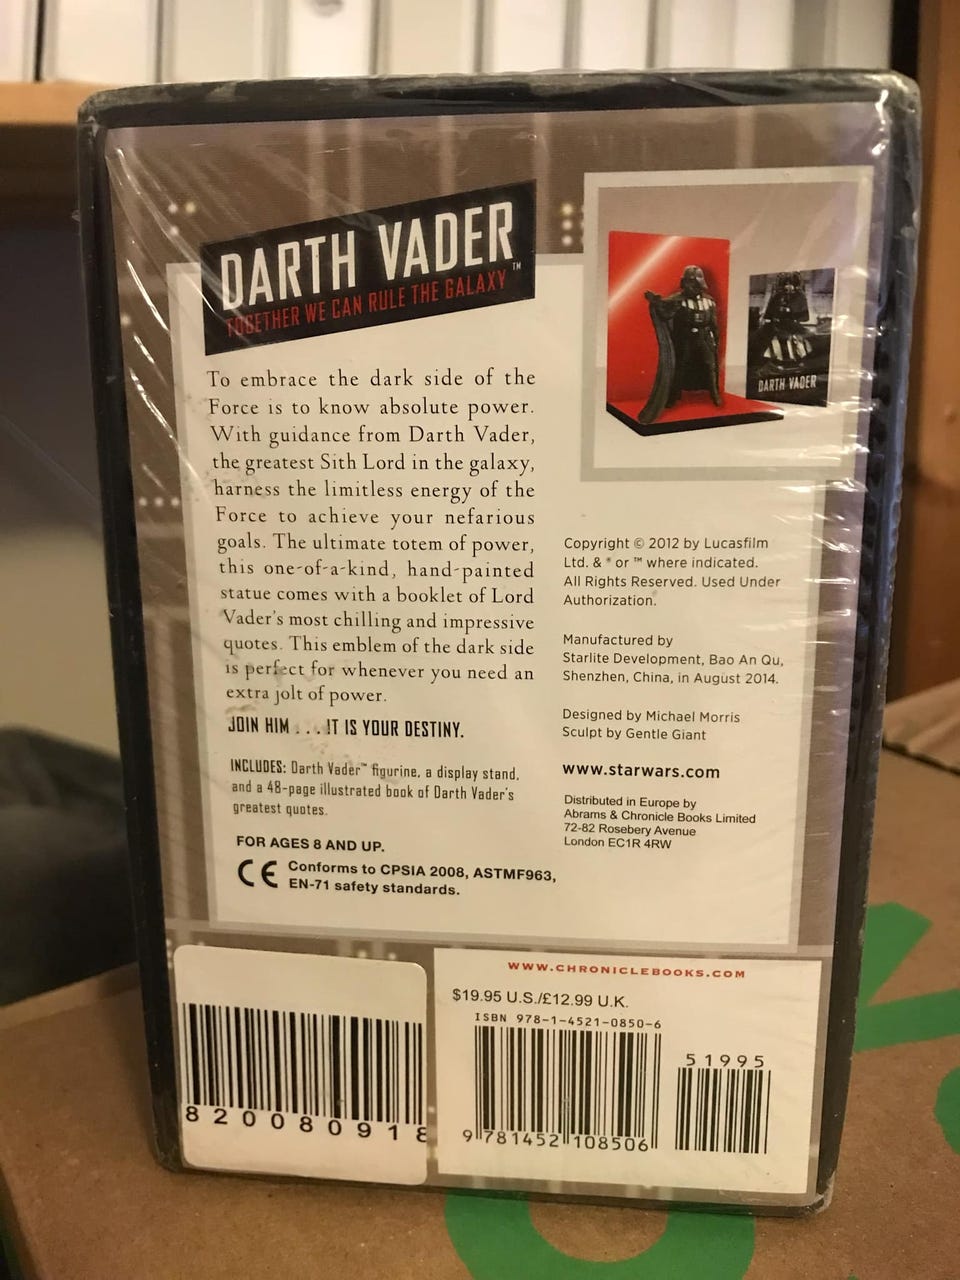 DARTH VADER™
TOGETHER WE CAN RULE THE GALAXY
To embrace the dark side of the
Force is to know absolute power.
With guidance from Darth Vader,
the greatest Sith Lord in the galaxy,
harness the limitless energy of the
Force to achieve your nefarious
goals. The ultimate totem of power,
this one-of-a-kind, hand-painted
statue comes with a booklet of Lord
Vader's most chilling and impressive
quotes. This emblem of the dark side
is perfect for whenever you need an
extra jolt of power.
JOIN HIM . . . IT IS YOUR DESTINY.
INCLUDES: Darth Vader™ figurine, a display stand,
and a 48-page illustrated book of Darth Vader's
greatest quotes.
FOR AGES 8 AND UP.
CE Conforms to CPSIA 2008, ASTMF963,
EN-71 safety standards.
DARTH VADER
Copyright © 2012 by Lucasfilm
Ltd. & ® or ™ where indicated.
All Rights Reserved. Used Under
Authorization.
Manufactured by
Starlite Development, Bao An Qu,
Shenzhen, China, in August 2014.
Designed by Michael Morris
Sculpt by Gentle Giant
www.starwars.com
Distributed in Europe by
Abrams & Chronicle Books Limited
72-82 Rosebery Avenue
London EC1R 4RW
820080918
WWW.CHRONICLEBOOKS.COM
$19.95 U.S./£12.99 U.K.
ISBN 978-1-4521-0850-6
51995
9 781452 108506